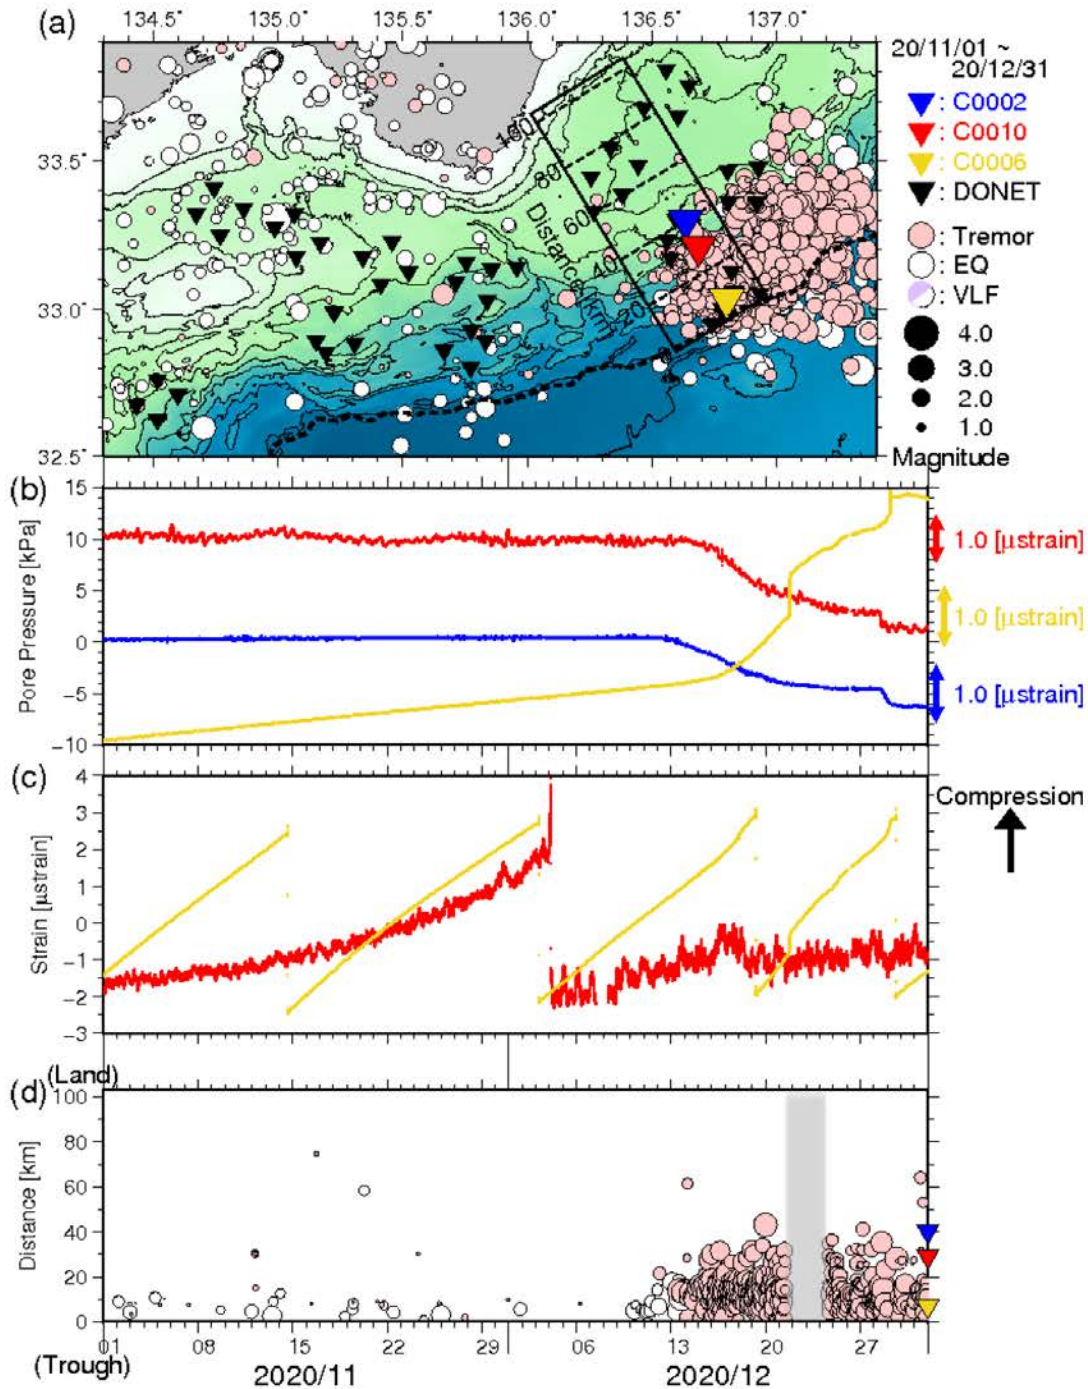 134.5° 135.0° 135.5° 136.0° 136.5° 137.0°
(a)
20/11/01 ~
20/12/31
: C0002
: C0010
: C0006
: DONET
: Tremor
: EQ
: VLF
4.0
3.0
2.0
1.0
Magnitude
33.5°
33.0°
32.5°
100
80
60
40
20
Distance
km
(b)
15
10
5
0
−5
−10
Pore Pressure [kPa]
1.0 [μstrain]
1.0 [μstrain]
1.0 [μstrain]
(c)
4
3
2
1
0
−1
−2
−3
Strain [μstrain]
Compression
(Land)
(d)
100
80
60
40
20
0
Distance [km]
01 08 15 22 29 06 13 20 27
(Trough)
2020/11 2020/12